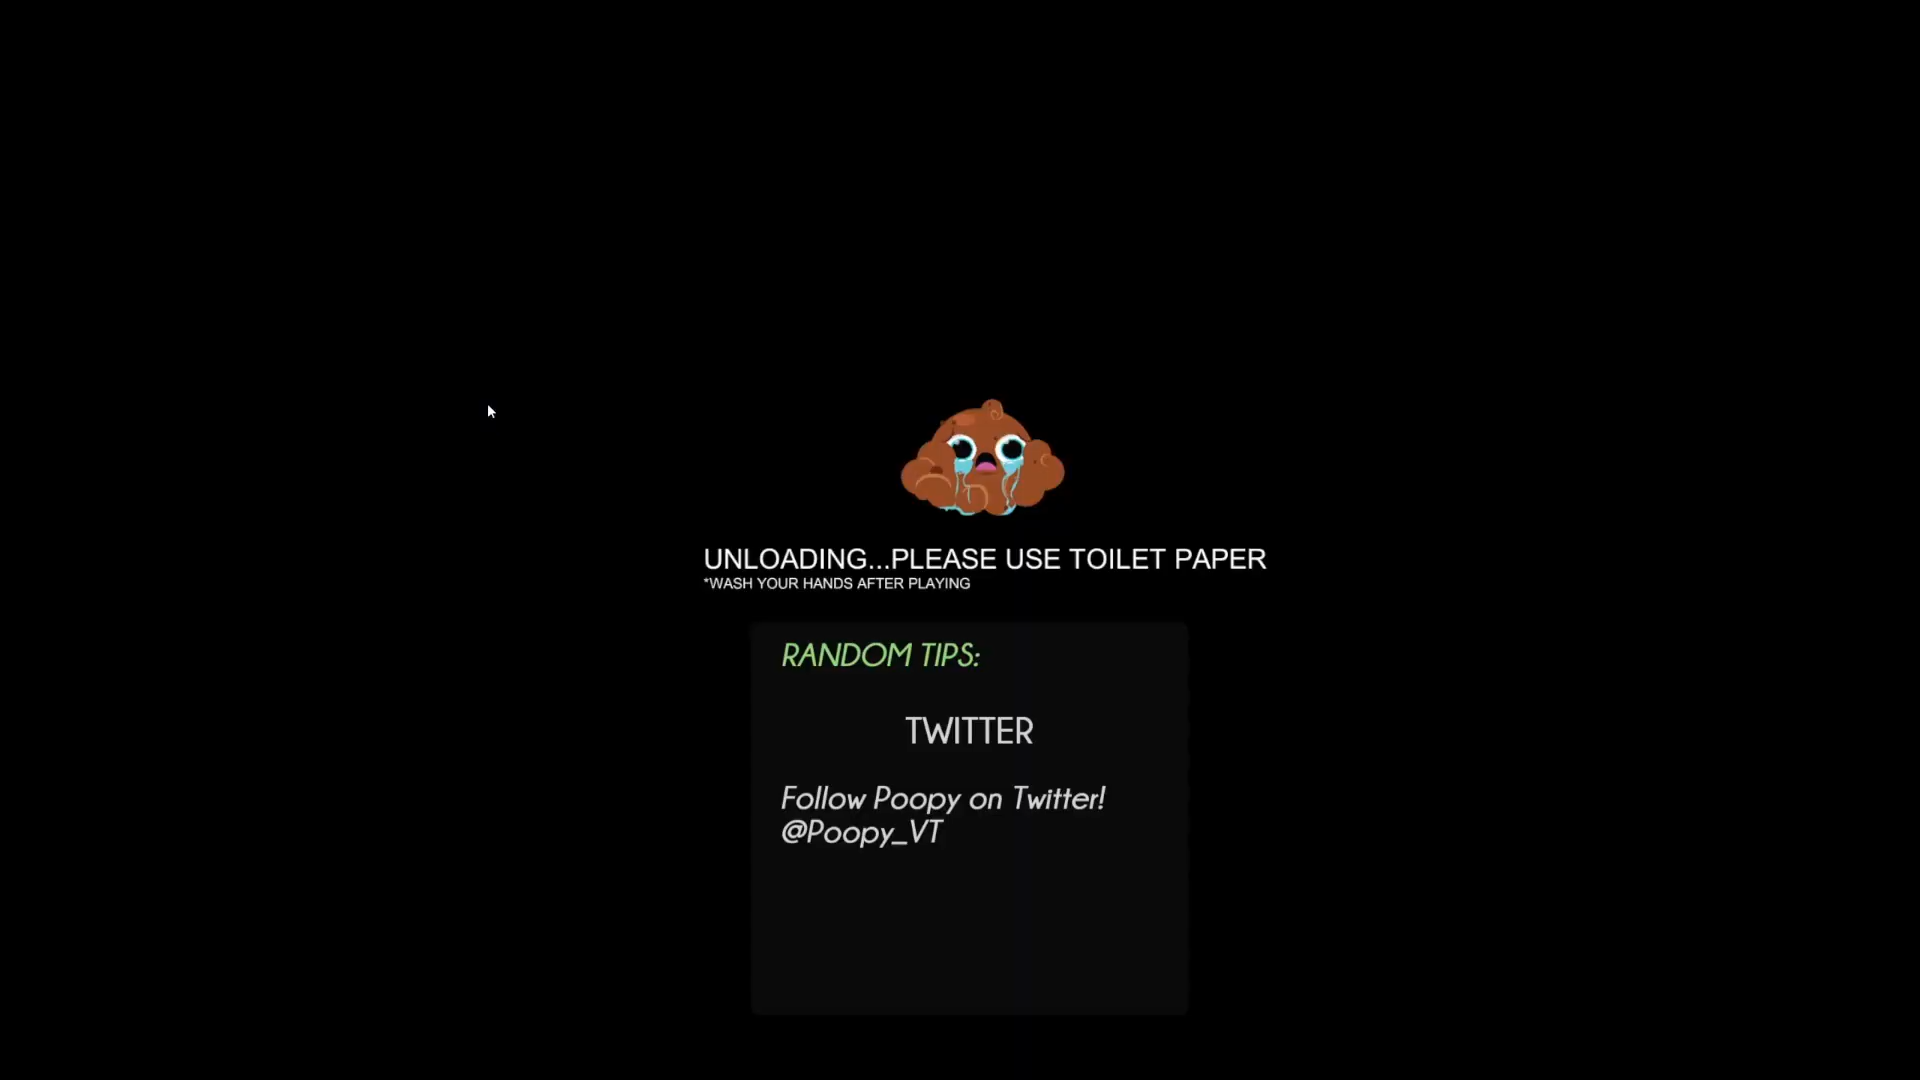 UNLOADING...PLEASE USE TOILET PAPER
*WASH YOUR HANDS AFTER PLAYING
RANDOM TIPS:
TWITTER
Follow Poopy on Twitter!
@Poopy_VT